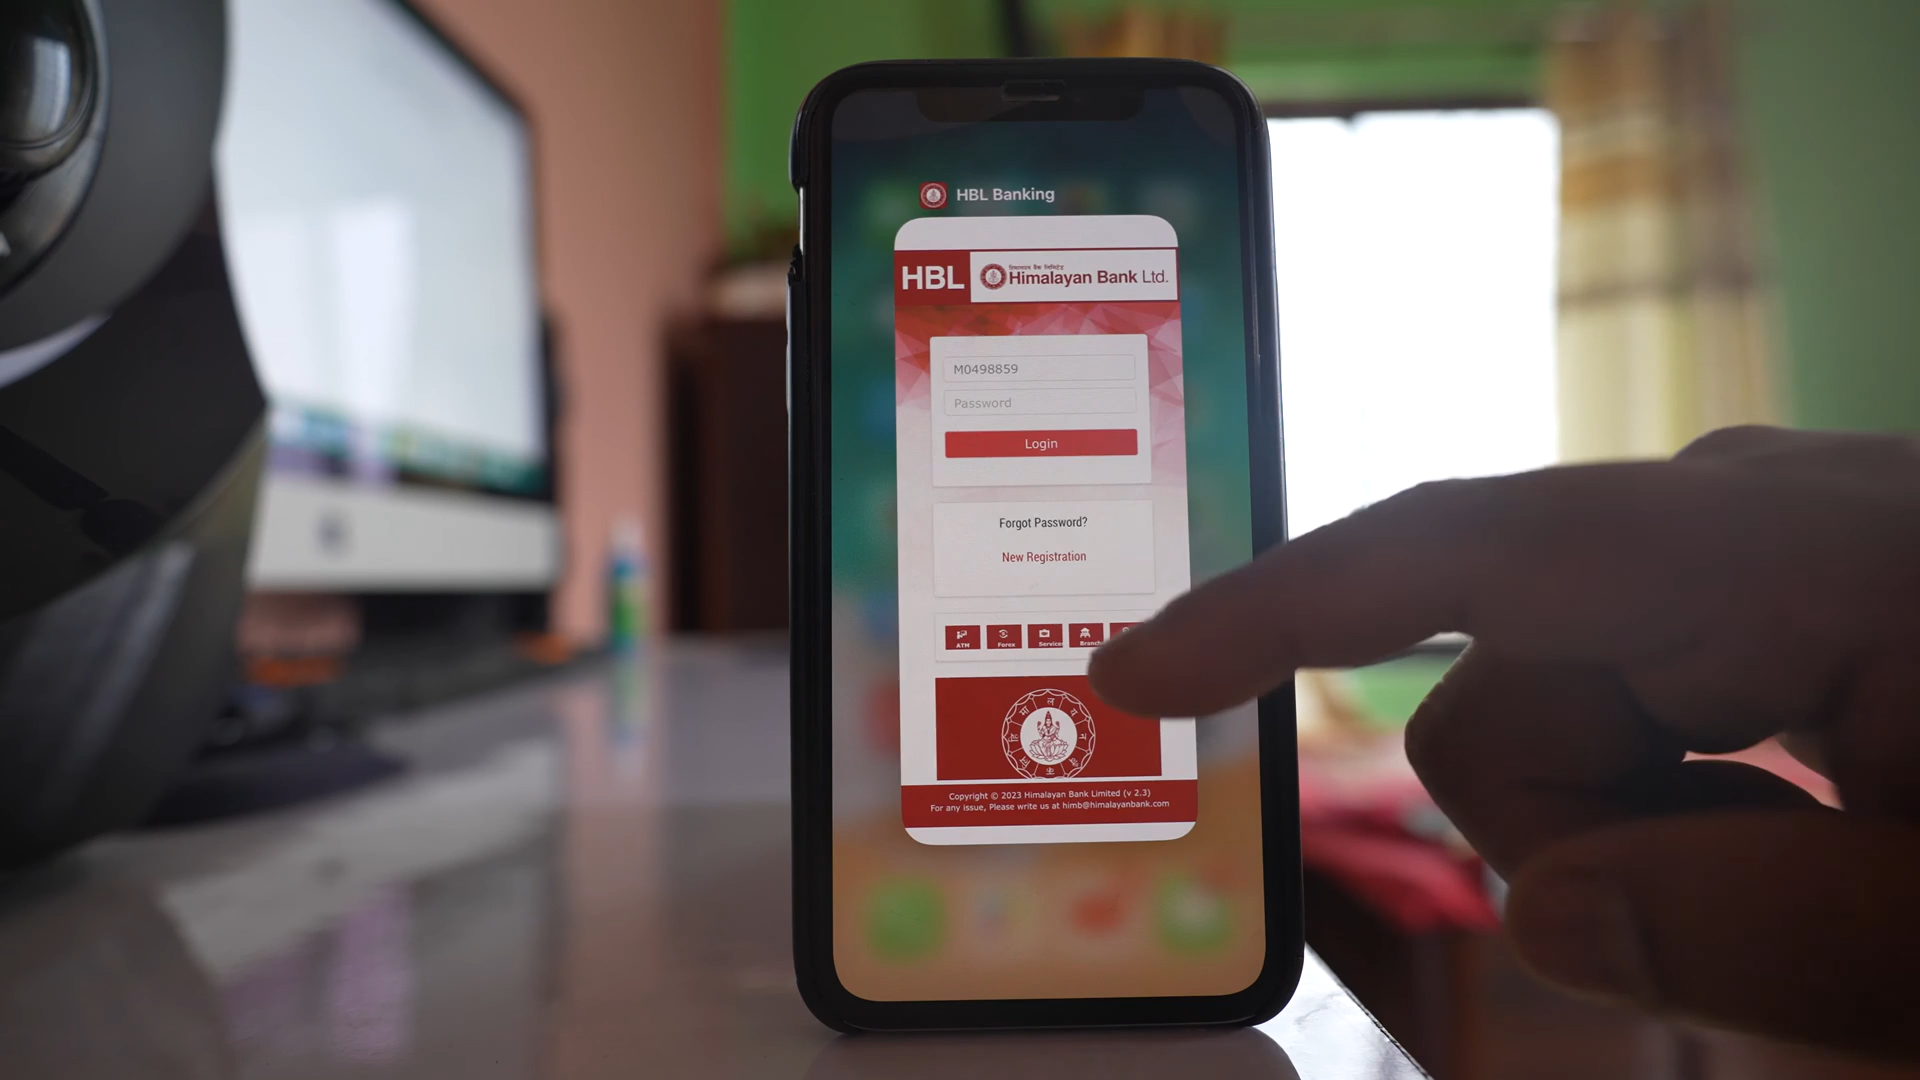 HBL Banking
HBL
हिमालयन बैंक लिमिटेड
Himalayan Bank Ltd.
M0498859
Password
Login
Forgot Password?
New Registration
ATM Forex Services
Copyright © 2023 Himalayan Bank Limited (v 2.3)
For any issue, Please write us at himb@himalayanbank.com